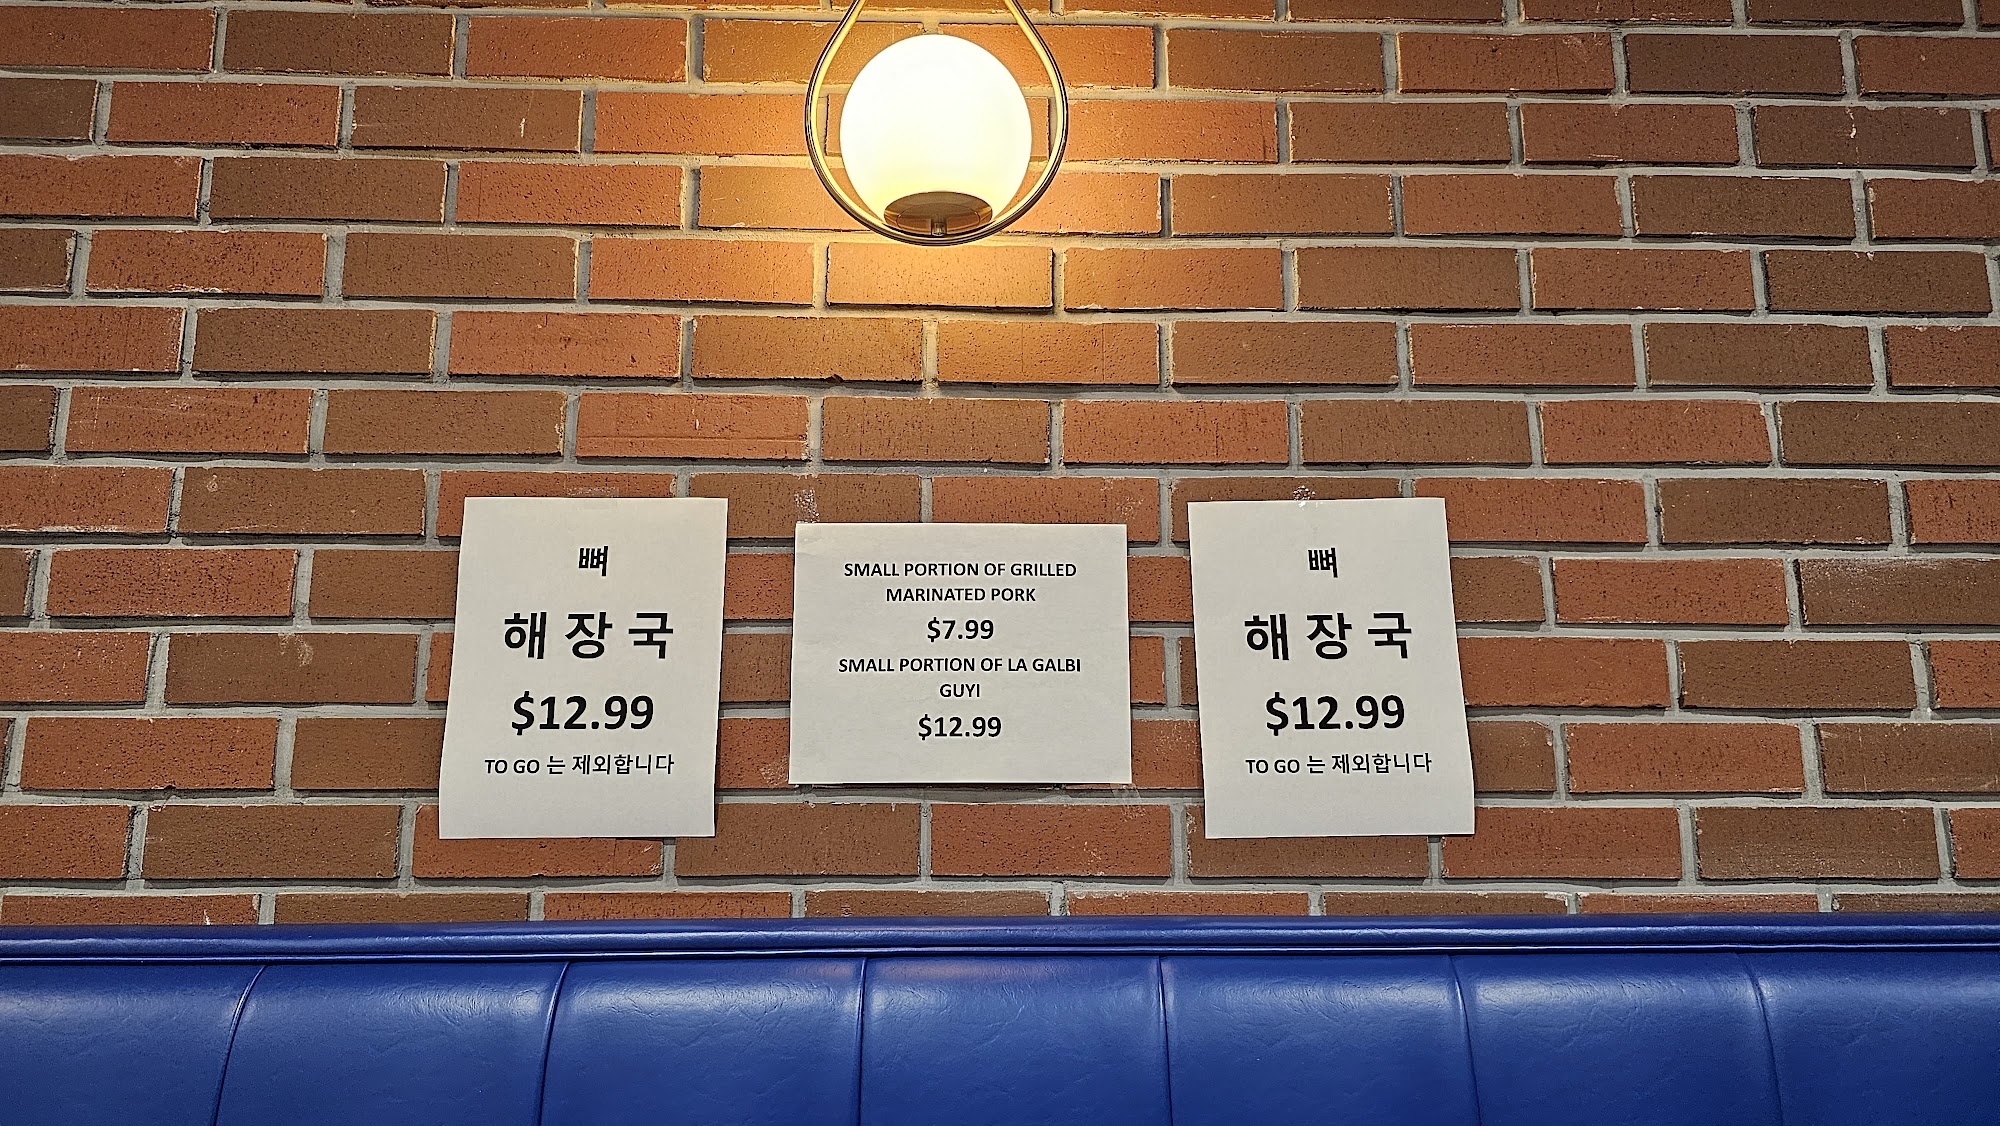 뼈
해장국
$12.99
TO GO 는 제외합니다
SMALL PORTION OF GRILLED
MARINATED PORK
$7.99
SMALL PORTION OF LA GALBI
GUYI
$12.99
뼈
해장국
$12.99
TO GO 는 제외합니다